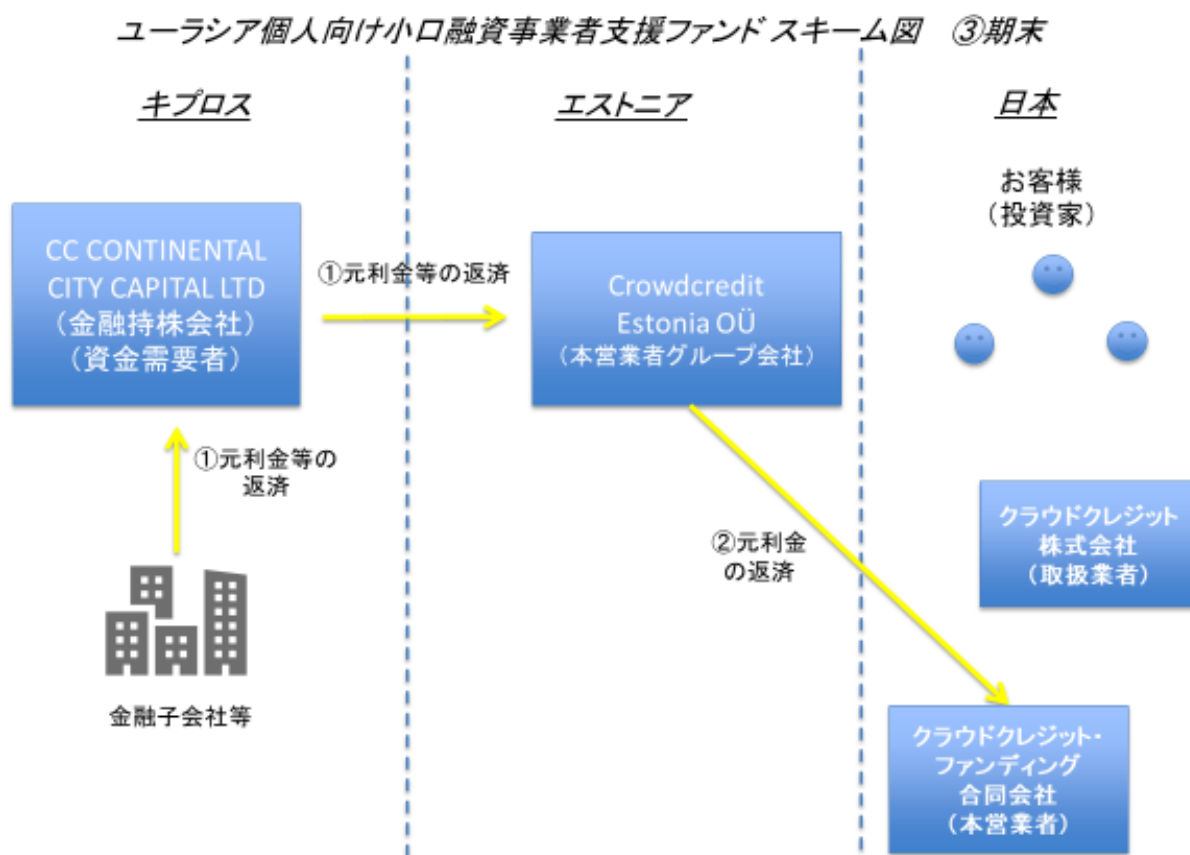 ユーラシア個人向け小口融資事業者支援ファンド スキーム図　③期末
キプロス
エストニア
日本
お客様
（投資家）
CC CONTINENTAL
CITY CAPITAL LTD
（金融持株会社）
（資金需要者）
①元利金等の返済
Crowdcredit
Estonia OÜ
（本営業者グループ会社）
①元利金等の
返済
金融子会社等
②元利金
の返済
クラウドクレジット
株式会社
（取扱業者）
クラウドクレジット・
ファンディング
合同会社
（本営業者）